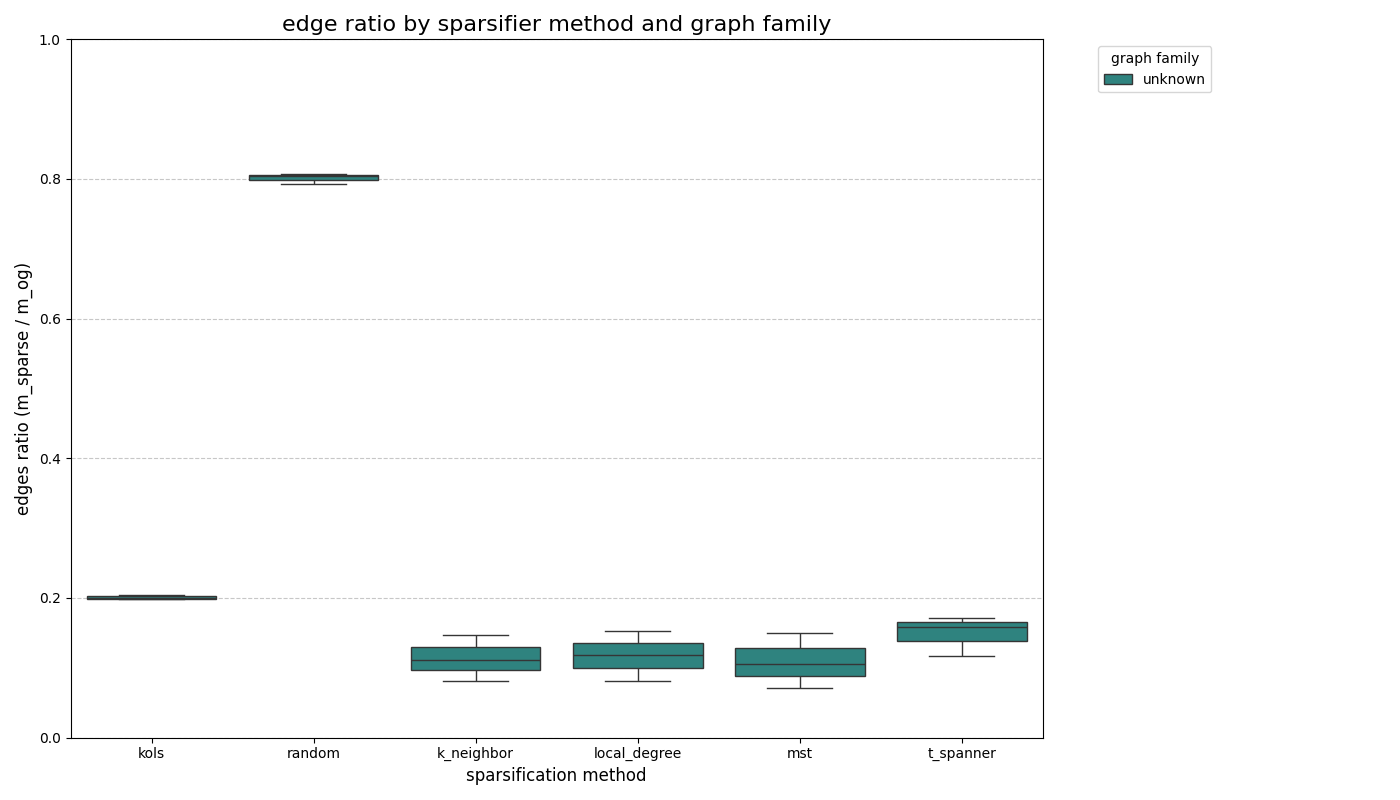 edge ratio by sparsifier method and graph family
graph family
unknown
edges ratio (m_sparse / m_og)
1.0
0.8
0.6
0.4
0.2
0.0
kols random k_neighbor local_degree mst t_spanner
sparsification method